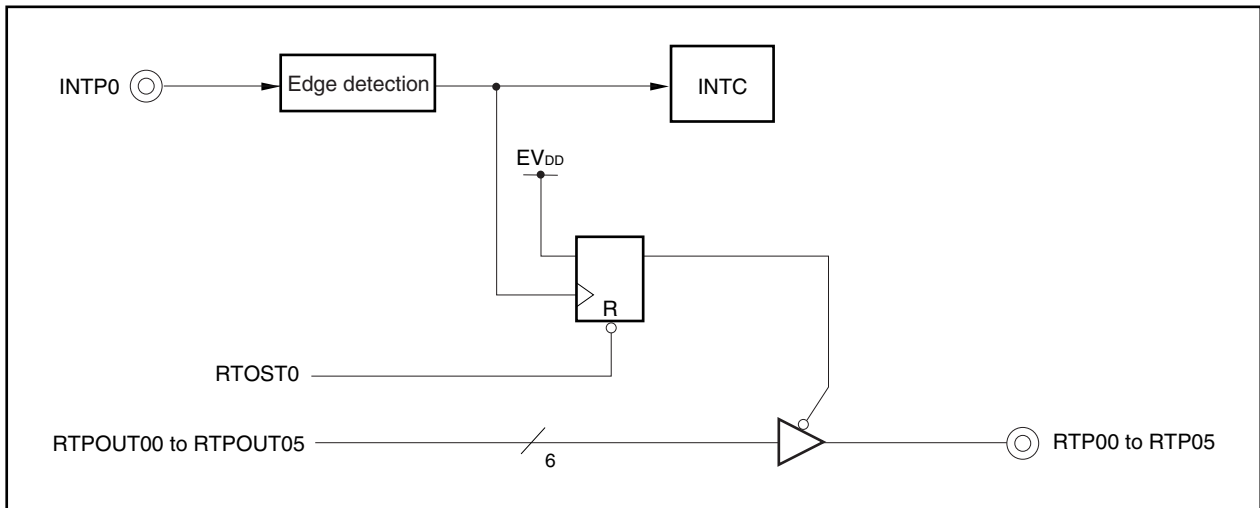 INTP0
Edge detection
INTC
EVDD
R
RTOST0
RTPOUT00 to RTPOUT05
6
RTP00 to RTP05